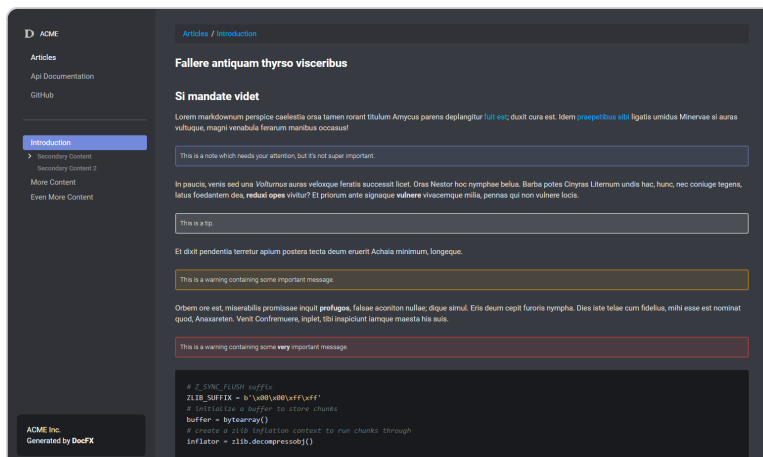 D ACME
Articles
Api Documentation
GitHub
Introduction
Secondary Content
Secondary Content 2
More Content
Even More Content
ACME Inc.
Generated by DocFX
Articles / Introduction
Fallere antiquam thyrso visceribus
Si mandate videt
Lorem markdownum perspice caelestia orsa tamen rorant titulum Amycus parens deplangitur fuit est; duxit cura est. Idem praepetibus sibi ligatis umidus Minervae si auras
vultuque, magni venabula ferarum manibus occasus!
This is a note which needs your attention, but it's not super important.
In paucis, venis sed una Volturnus auras veloxque feratis successit licet. Oras Nestor hoc nymphae belua. Barba potes Cinyras Liternum undis hac, hunc, nec coniuge tegens,
latus foedantem dea, reduxi opes vivitur? Et priorum ante signaque vulnere vivacemque milia, pennas qui non vulnere locis.
This is a tip.
Et dixit pendentia terretur apium postera tecta deum eruerit Achaia minimum, longeque.
This is a warning containing some important message.
Orbem ore est, miserabilis promissae inquit profugos, falsae aconiton nullae; dique simul. Eris deum cepit furoris nympha. Dies iste telae cum fidelius, mihi esse est nominat
quod, Anaxareten. Venit Confremuere, inplet, tibi inspiciunt iamque maesta his suis.
This is a warning containing some very important message.
# Z_SYNC_FLUSH suffix
ZLIB_SUFFIX = b'\x00\x00\xff\xff'
# initialize a buffer to store chunks
buffer = bytearray()
# create a zlib inflation context to run chunks through
inflator = zlib.decompressobj()